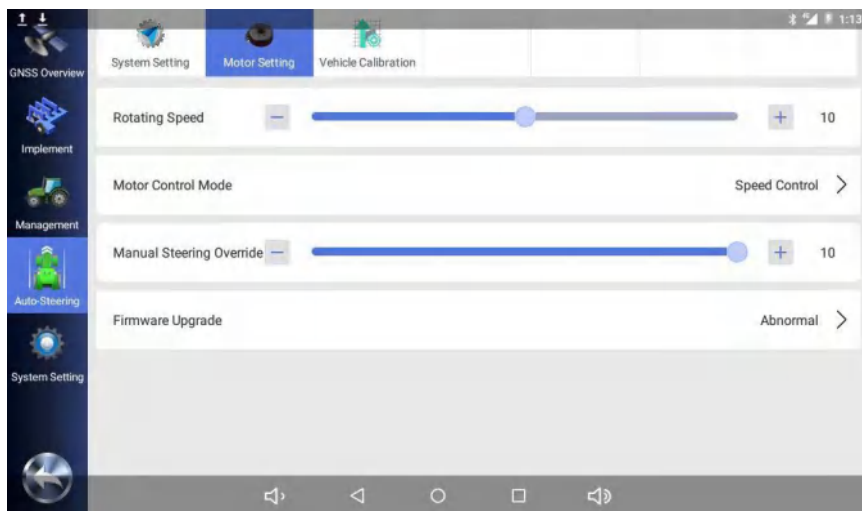 1:13
GNSS Overview
Implement
Management
Auto-Steering
System Setting
System Setting
Motor Setting
Vehicle Calibration
Rotating Speed
10
Motor Control Mode
Speed Control
Manual Steering Override
10
Firmware Upgrade
Abnormal